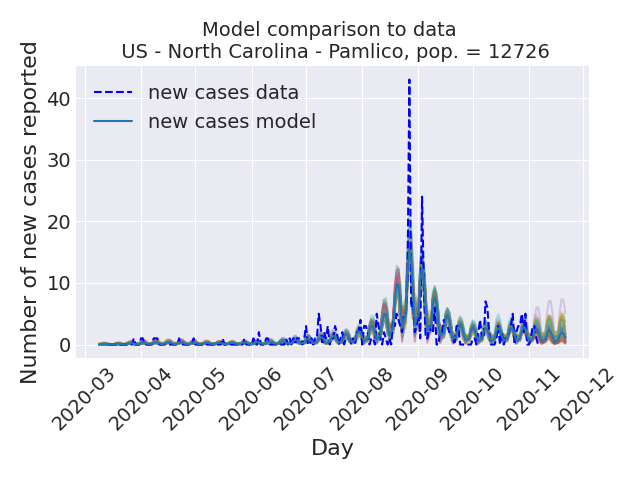 Model comparison to data
US - North Carolina - Pamlico, pop. = 12726
Number of new cases reported
40
30
20
10
0
new cases data
new cases model
2020-03
2020-04
2020-05
2020-06
2020-07
2020-08
2020-09
2020-10
2020-11
2020-12
Day